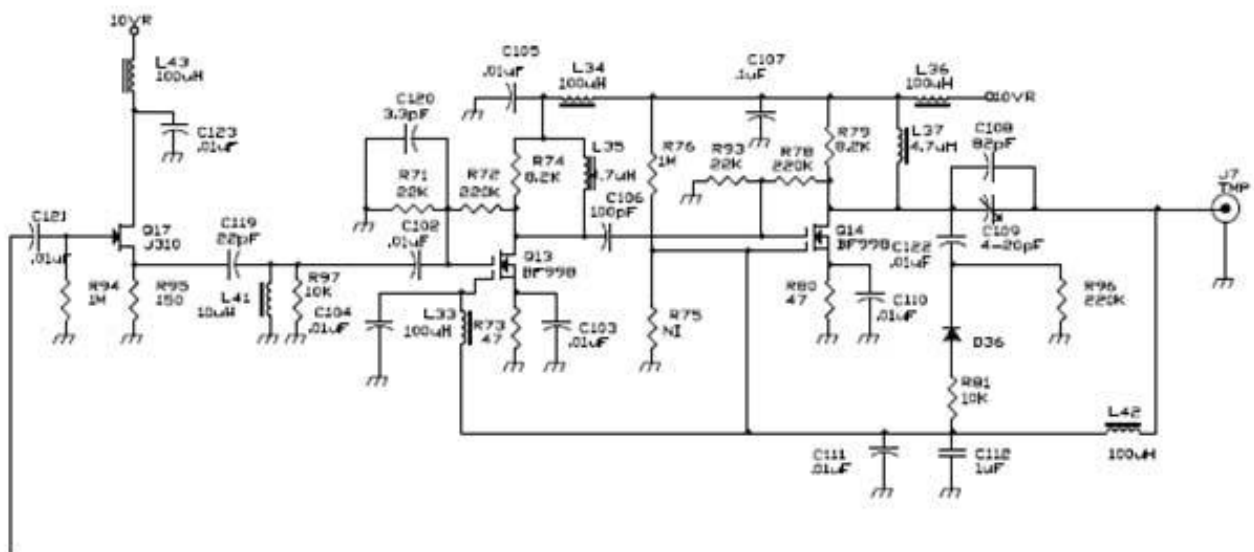 10VR
L43
100uH
C123
.01uF
C121
.01uF
Q17
J310
R94
1M
R95
150
C119
22pF
L41
10uH
R97
10K
C120
3.3pF
R71
22K
R72
220K
C102
.01uF
C104
.01uF
L33
100uH
C105
.01uF
L34
100uH
R74
8.2K
L35
4.7uH
C106
100pF
Q13
BF998
R73
47
C103
.01uF
R76
1M
R75
NI
C107
.1uF
R93
22K
R78
220K
R79
8.2K
Q14
BF998
R80
47
C110
.01uF
L36
100uH
10VR
L37
4.7uH
C108
82pF
C109
4-20pF
C122
.01uF
R96
220K
D36
R81
10K
C111
.01uF
C112
1uF
L42
100uH
J7
TMP